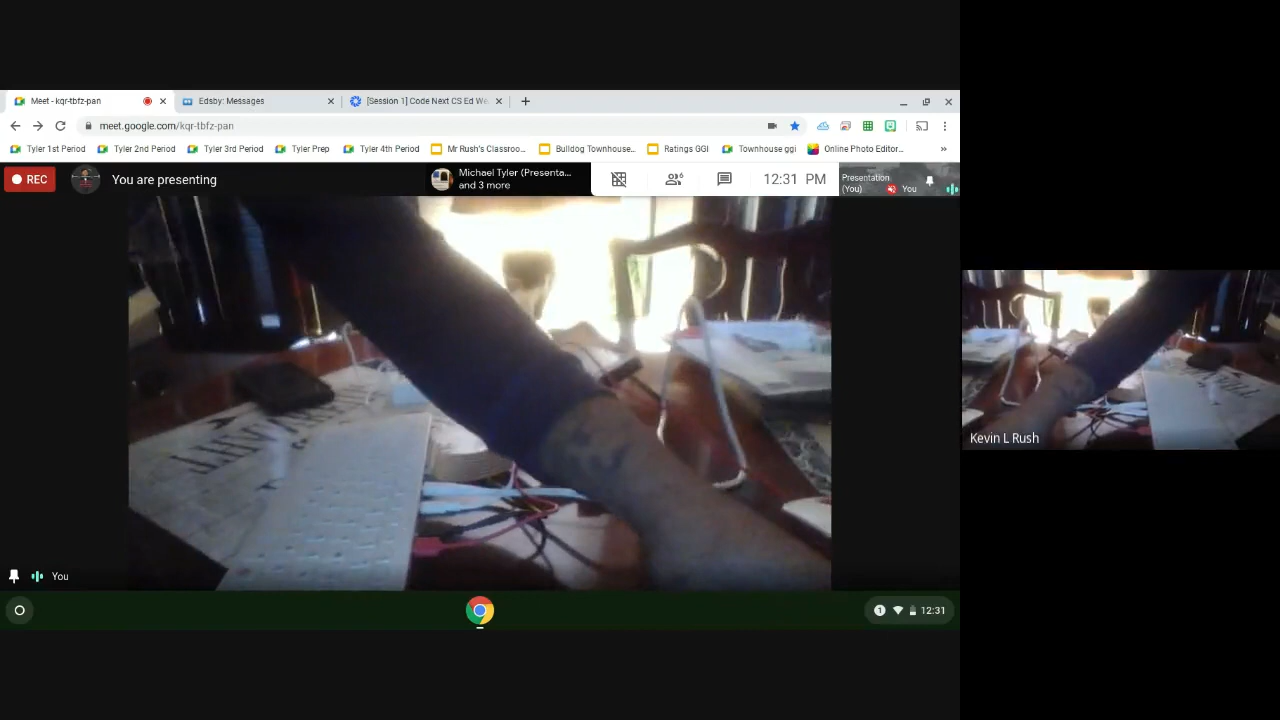 Meet - kqr-tbfz-pan
Edsby: Messages
[Session 1] Code Next CS Ed We
meet.google.com/kqr-tbfz-pan
Tyler 1st Period
Tyler 2nd Period
Tyler 3rd Period
Tyler Prep
Tyler 4th Period
Mr Rush's Classroo...
Bulldog Townhouse...
Ratings GGI
Townhouse ggi
Online Photo Editor...
REC
You are presenting
Michael Tyler (Presenta...
and 3 more
6
12:31 PM
Presentation
(You)
You
Kevin L Rush
You
1
12:31